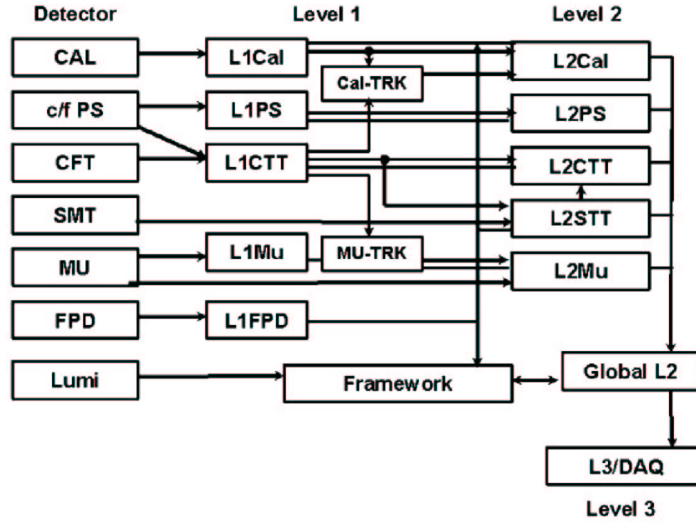 Detector Level 1 Level 2
CAL L1Cal L2Cal
Cal-TRK
c/f PS L1PS L2PS
CFT L1CTT L2CTT
SMT L2STT
MU L1Mu MU-TRK L2Mu
FPD L1FPD
Lumi Framework Global L2
L3/DAQ
Level 3